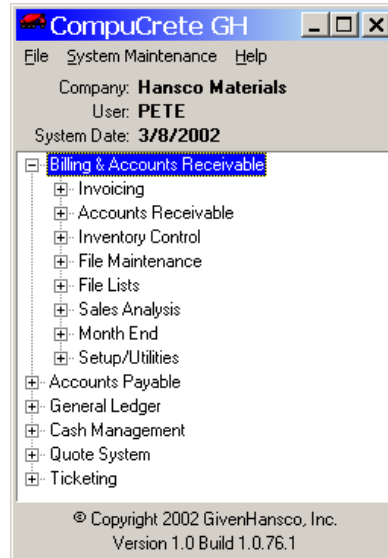 CompuCrete GH
File System Maintenance Help
Company: Hansco Materials
User: PETE
System Date: 3/8/2002
Billing & Accounts Receivable
Invoicing
Accounts Receivable
Inventory Control
File Maintenance
File Lists
Sales Analysis
Month End
Setup/Utilities
Accounts Payable
General Ledger
Cash Management
Quote System
Ticketing
© Copyright 2002 GivenHansco, Inc.
Version 1.0 Build 1.0.76.1